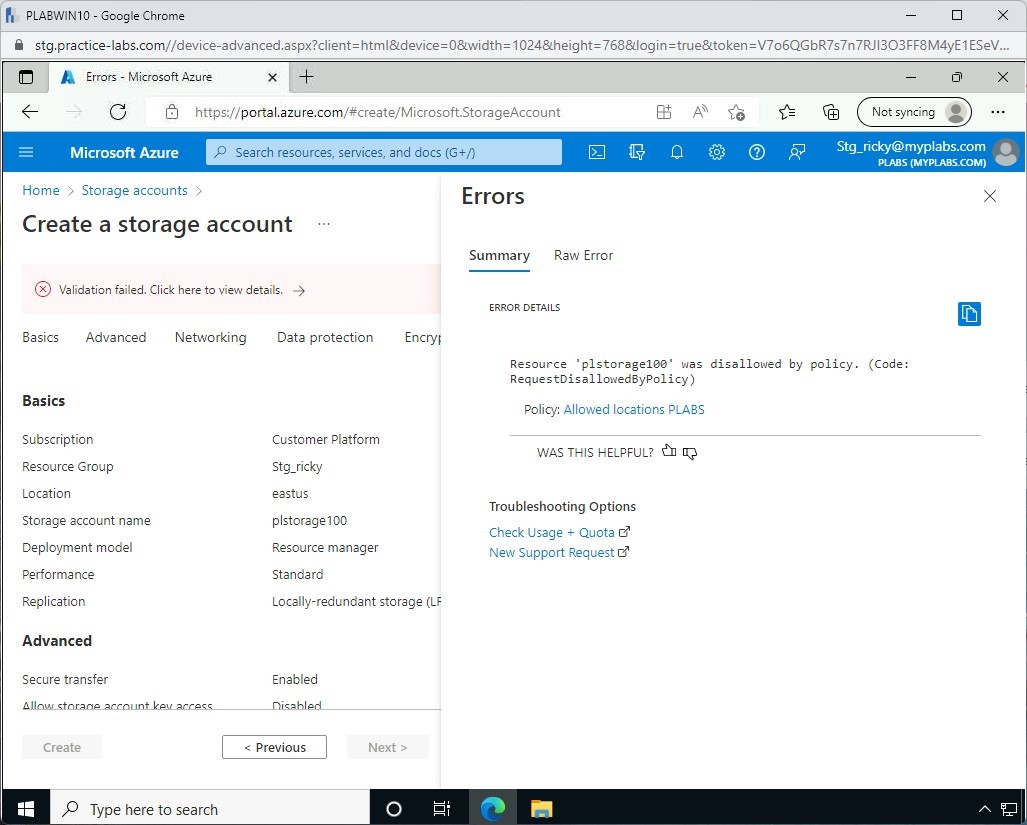 PLABWIN10 - Google Chrome
stg.practice-labs.com//device-advanced.aspx?client=html&device=0&width=1024&height=768&login=true&token=V7o6QGbR7s7n7RJI3O3FF8M4yE1ESeV...
Errors - Microsoft Azure
https://portal.azure.com/#create/Microsoft.StorageAccount
Not syncing
Microsoft Azure
Search resources, services, and docs (G+/)
Stg_ricky@myplabs.com
PLABS (MYPLABS.COM)
Home > Storage accounts >
Create a storage account ...
Validation failed. Click here to view details. →
Basics Advanced Networking Data protection Encryp
Basics
Subscription Customer Platform
Resource Group Stg_ricky
Location eastus
Storage account name plstorage100
Deployment model Resource manager
Performance Standard
Replication Locally-redundant storage (LR
Advanced
Secure transfer Enabled
Allow storage account key access Disabled
Create < Previous Next >
Errors
Summary Raw Error
ERROR DETAILS
Resource 'plstorage100' was disallowed by policy. (Code:
RequestDisallowedByPolicy)
Policy: Allowed locations PLABS
WAS THIS HELPFUL?
Troubleshooting Options
Check Usage + Quota
New Support Request
Type here to search